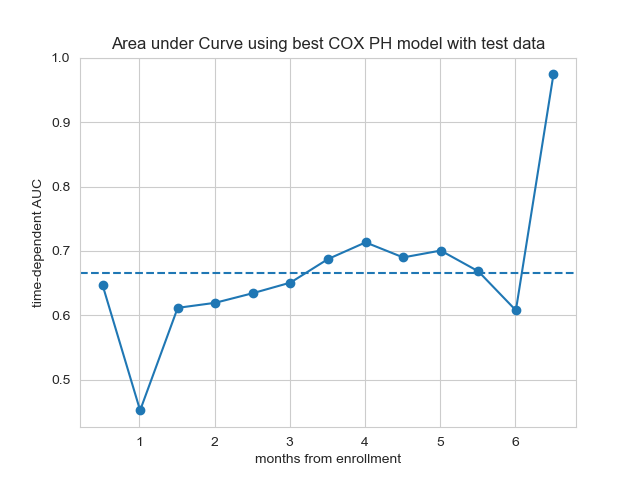 Area under Curve using best COX PH model with test data
time-dependent AUC
1.0
0.9
0.8
0.7
0.6
0.5
1 2 3 4 5 6
months from enrollment